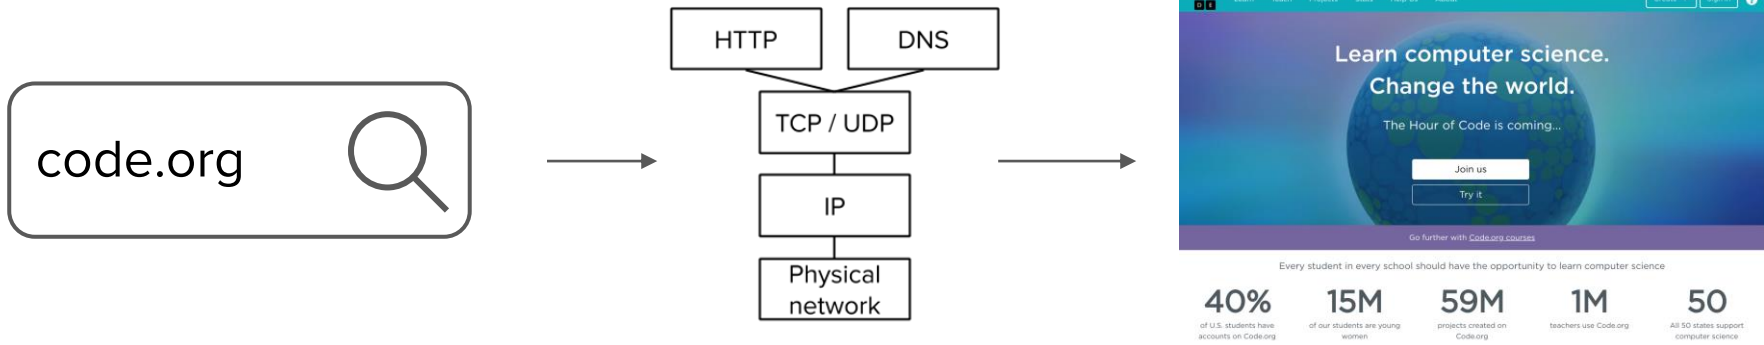 code.org
HTTP
DNS
TCP / UDP
IP
Physical
network
Learn computer science.
Change the world.
The Hour of Code is coming...
Join us
Try it
Go further with Code.org courses
Every student in every school should have the opportunity to learn computer science
40%
of U.S. students have
accounts on Code.org
15M
of our students are young
women
59M
projects created on
Code.org
1M
teachers use Code.org
50
All 50 states support
computer science